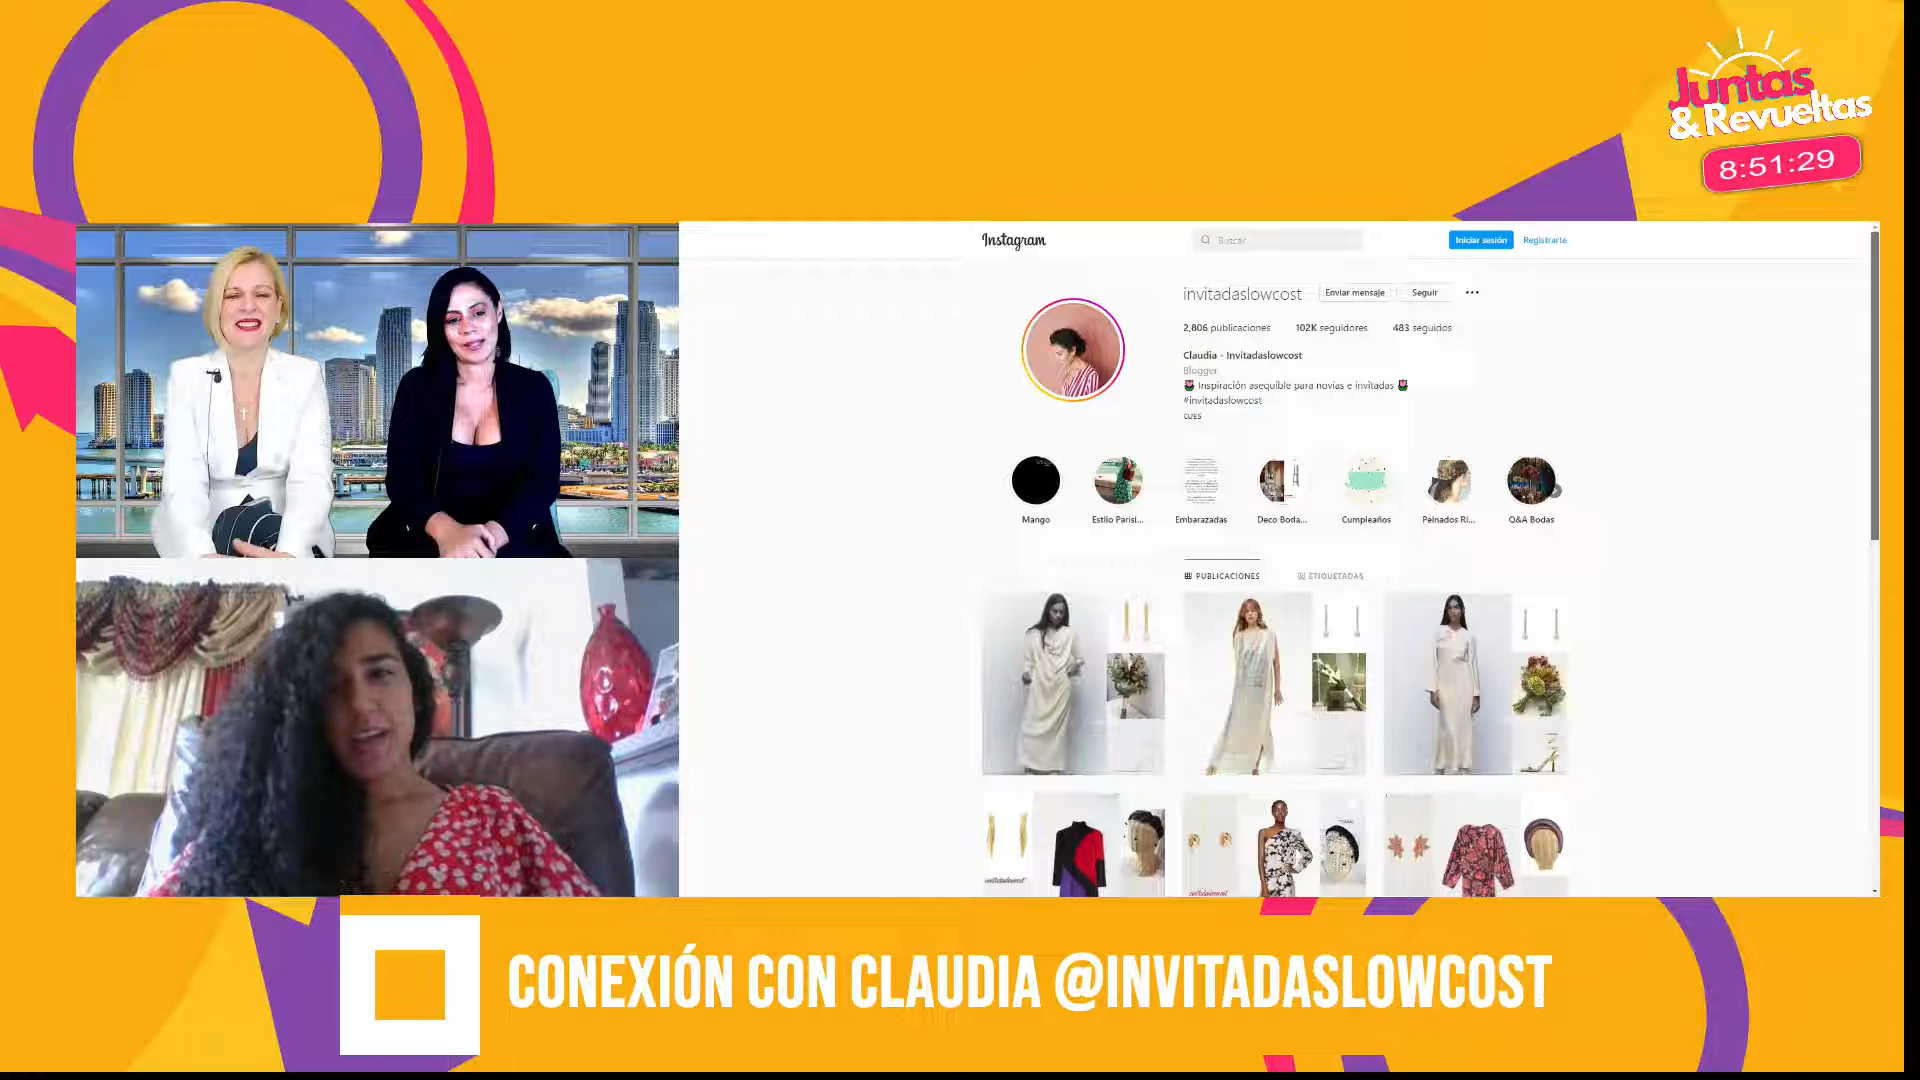 Juntas
& Revueltas
8:51:29
Instagram
Buscar
Iniciar sesión
Registrarte
invitadaslowcost
Enviar mensaje
Seguir
2,806 publicaciones
102K seguidores
483 seguidos
Claudia - Invitadaslowcost
Blogger
🌷 Inspiración asequible para novias e invitadas 🌷
#invitadaslowcost
CUES
Mango
Estilo Parisi...
Embarazadas
Deco Boda...
Cumpleaños
Peinados Ri...
Q&A Bodas
PUBLICACIONES
ETIQUETADAS
CONEXIÓN CON CLAUDIA @INVITADASLOWCOST